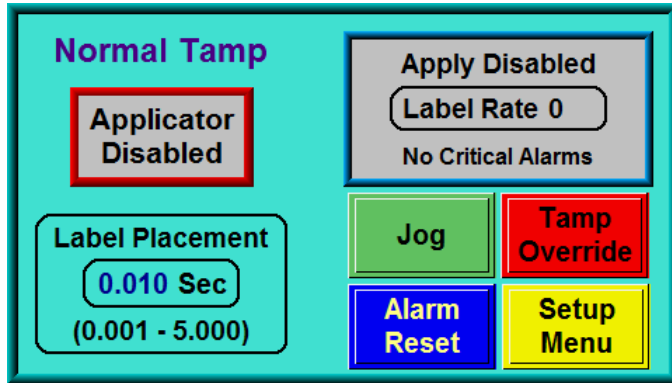 Normal Tamp
Applicator
Disabled
Label Placement
0.010 Sec
(0.001 - 5.000)
Apply Disabled
Label Rate 0
No Critical Alarms
Jog
Tamp
Override
Alarm
Reset
Setup
Menu